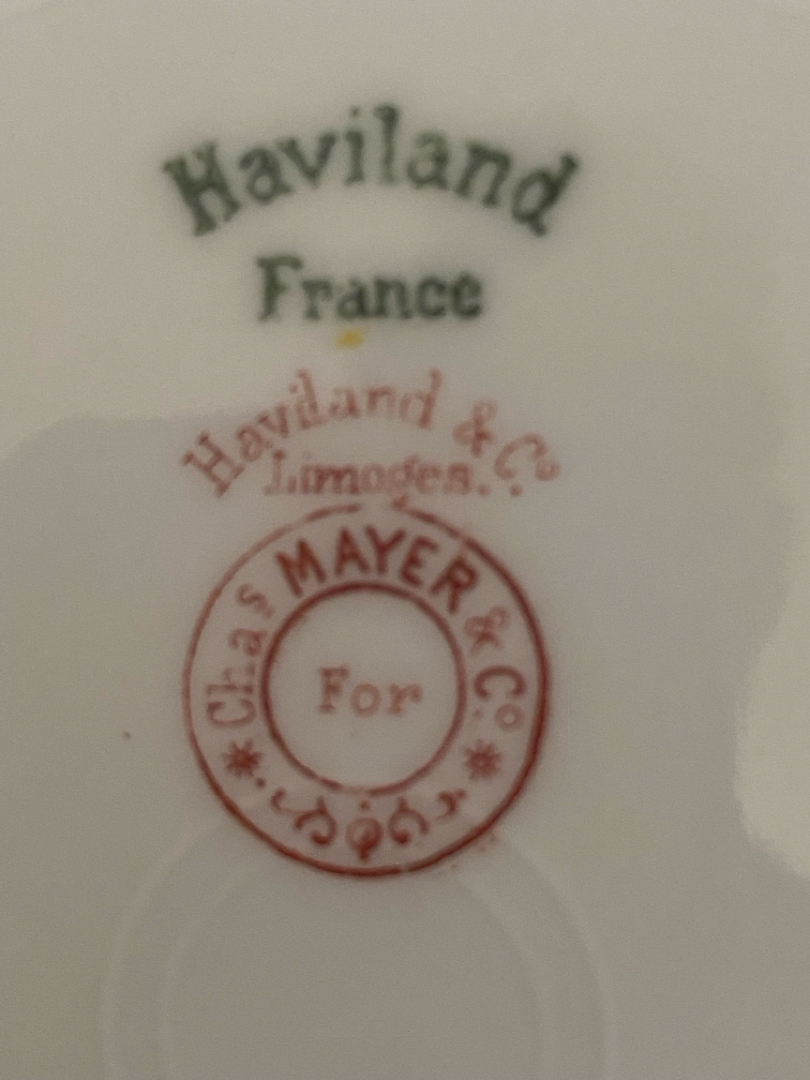 Haviland
France
Haviland & Co.
Limoges.
Chas MAYER & Co.
For